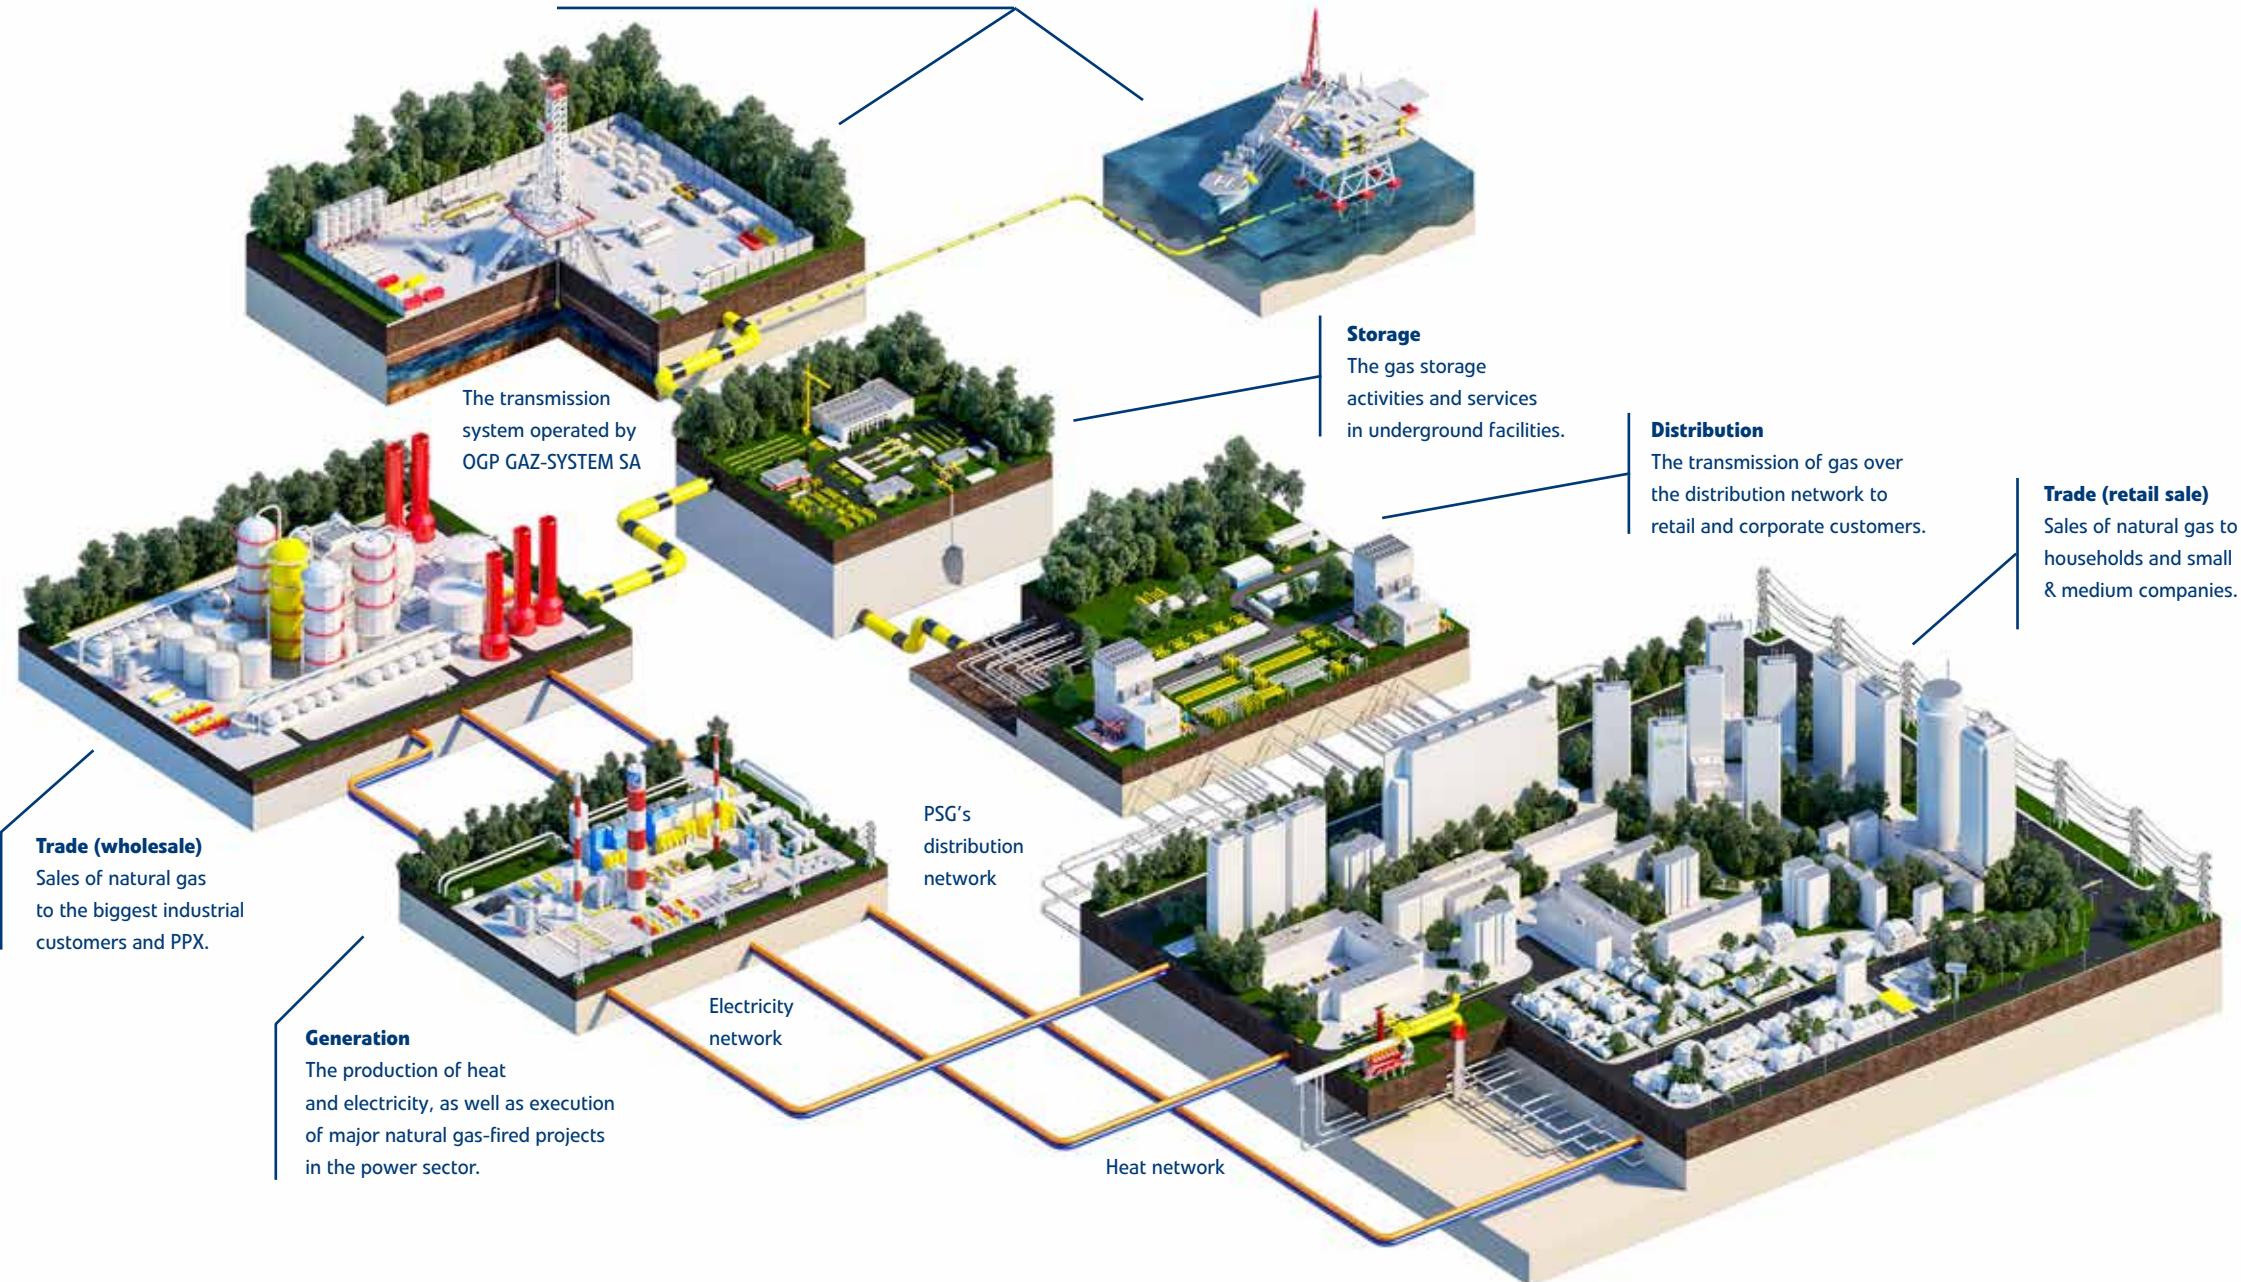 Storage
The gas storage
activities and services
in underground facilities.
The transmission
system operated by
OGP GAZ-SYSTEM SA
Distribution
The transmission of gas over
the distribution network to
retail and corporate customers.
Trade (retail sale)
Sales of natural gas to
households and small
& medium companies.
PSG’s
distribution
network
Trade (wholesale)
Sales of natural gas
to the biggest industrial
customers and PPX.
Electricity
network
Generation
The production of heat
and electricity, as well as execution
of major natural gas-fired projects
in the power sector.
Heat network